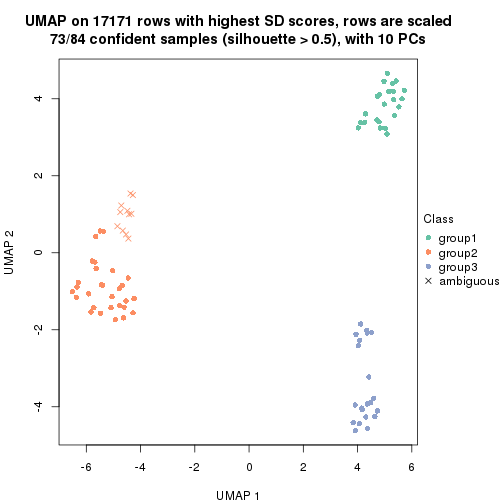 UMAP on 17171 rows with highest SD scores, rows are scaled
73/84 confident samples (silhouette > 0.5), with 10 PCs
4
2
0
-2
-4
UMAP 2
-6
-4
-2
0
2
4
6
UMAP 1
Class
group1
group2
group3
ambiguous